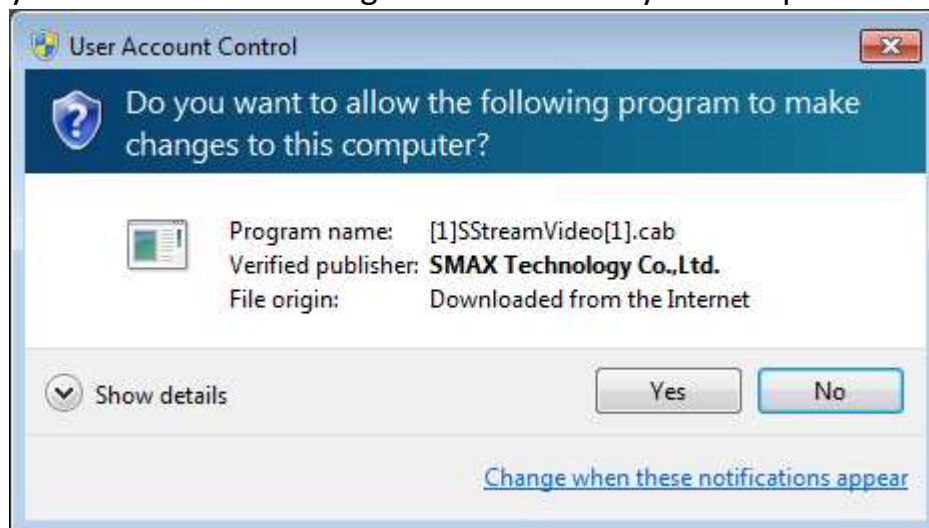 User Account Control
Do you want to allow the following program to make
changes to this computer?
Program name: [1]SStreamVideo[1].cab
Verified publisher: SMAX Technology Co.,Ltd.
File origin: Downloaded from the Internet
Show details
Yes
No
Change when these notifications appear